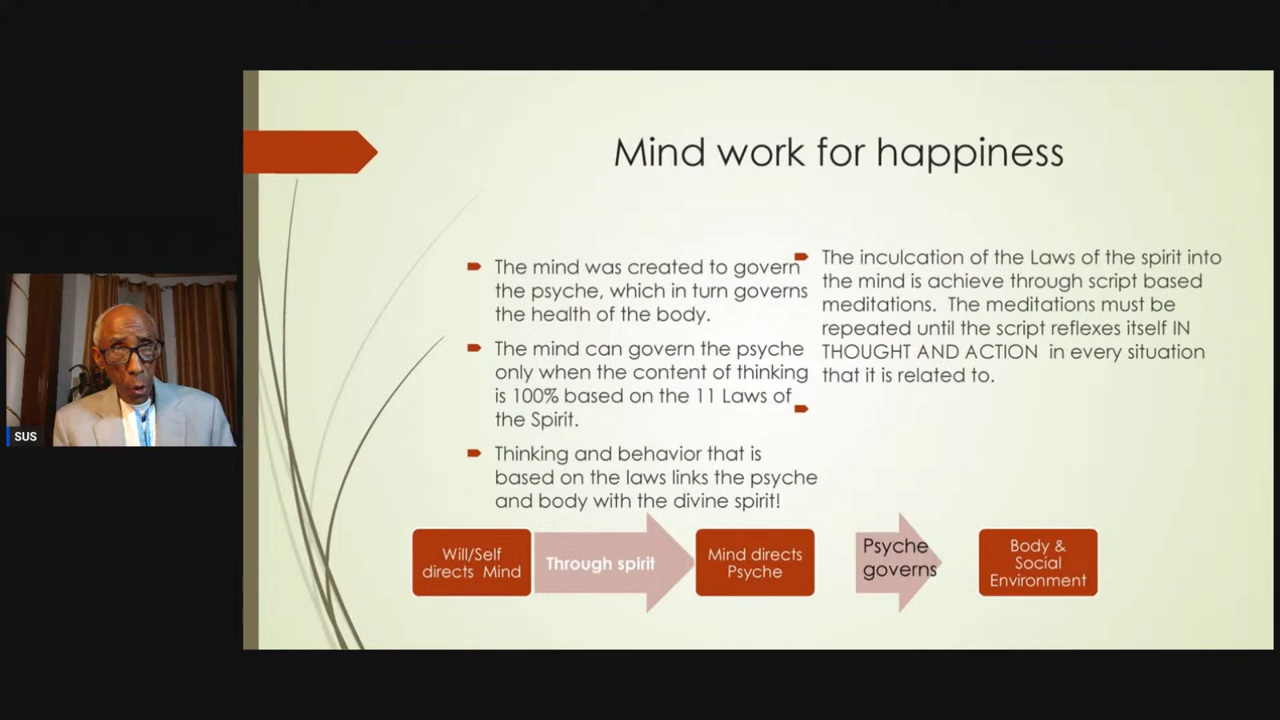 Mind work for happiness
The mind was created to govern
the psyche, which in turn governs
the health of the body.
The mind can govern the psyche
only when the content of thinking
is 100% based on the 11 Laws of
the Spirit.
Thinking and behavior that is
based on the laws links the psyche
and body with the divine spirit!
The inculcation of the Laws of the spirit into
the mind is achieve through script based
meditations. The meditations must be
repeated until the script reflexes itself IN
THOUGHT AND ACTION in every situation
that it is related to.
Will/Self
directs Mind
Through spirit
Mind directs
Psyche
Psyche
governs
Body &
Social
Environment
SUS